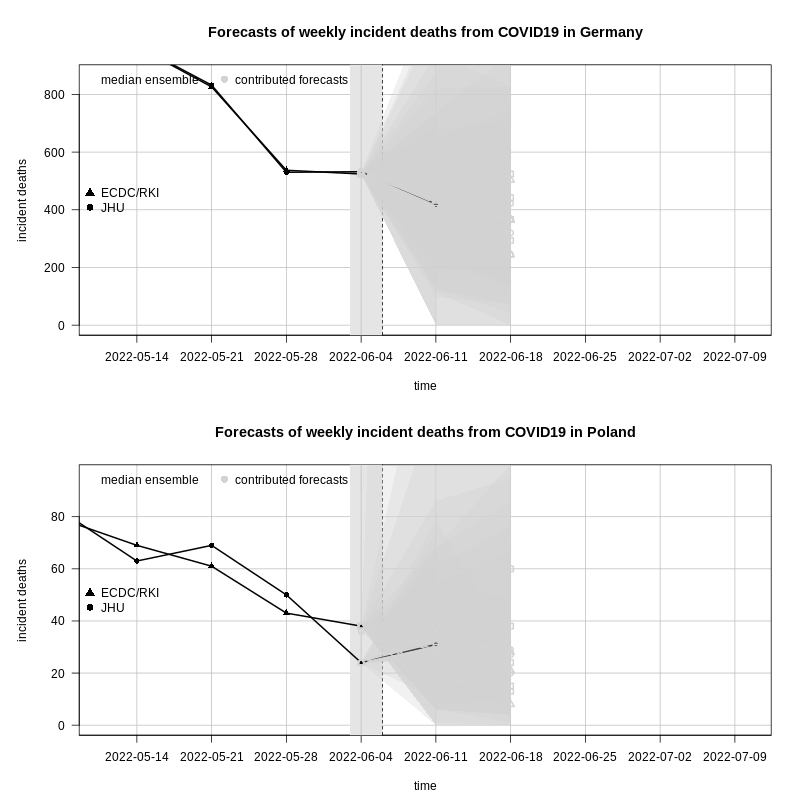 Forecasts of weekly incident deaths from COVID19 in Germany
median ensemble contributed forecasts
800
600
400
200
0
incident deaths
ECDC/RKI
JHU
2022-05-14 2022-05-21 2022-05-28 2022-06-04 2022-06-11 2022-06-18 2022-06-25 2022-07-02 2022-07-09
time
Forecasts of weekly incident deaths from COVID19 in Poland
median ensemble contributed forecasts
80
60
40
20
0
incident deaths
ECDC/RKI
JHU
2022-05-14 2022-05-21 2022-05-28 2022-06-04 2022-06-11 2022-06-18 2022-06-25 2022-07-02 2022-07-09
time